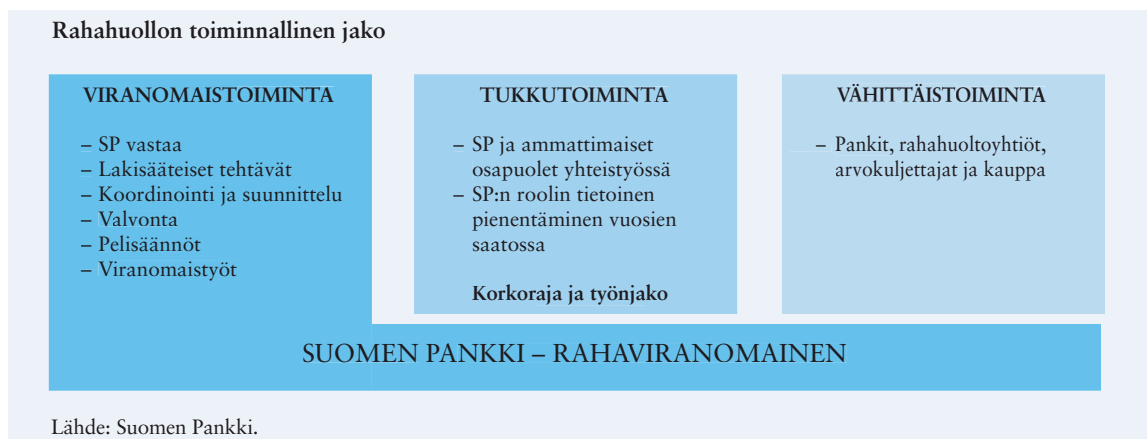 Rahahuollon toiminnallinen jako
VIRANOMAISTOIMINTA
– SP vastaa
– Lakisääteiset tehtävät
– Koordinointi ja suunnittelu
– Valvonta
– Pelisäännöt
– Viranomaistyöt
TUKKUTOIMINTA
– SP ja ammattimaiset
osapuolet yhteistyössä
– SP:n roolin tietoinen
pienentäminen vuosien
saatossa
Korkoraja ja työnjako
VÄHITTÄISTOIMINTA
– Pankit, rahahuoltoyhtiöt,
arvokuljettajat ja kauppa
SUOMEN PANKKI – RAHAVIRANOMAINEN
Lähde: Suomen Pankki.